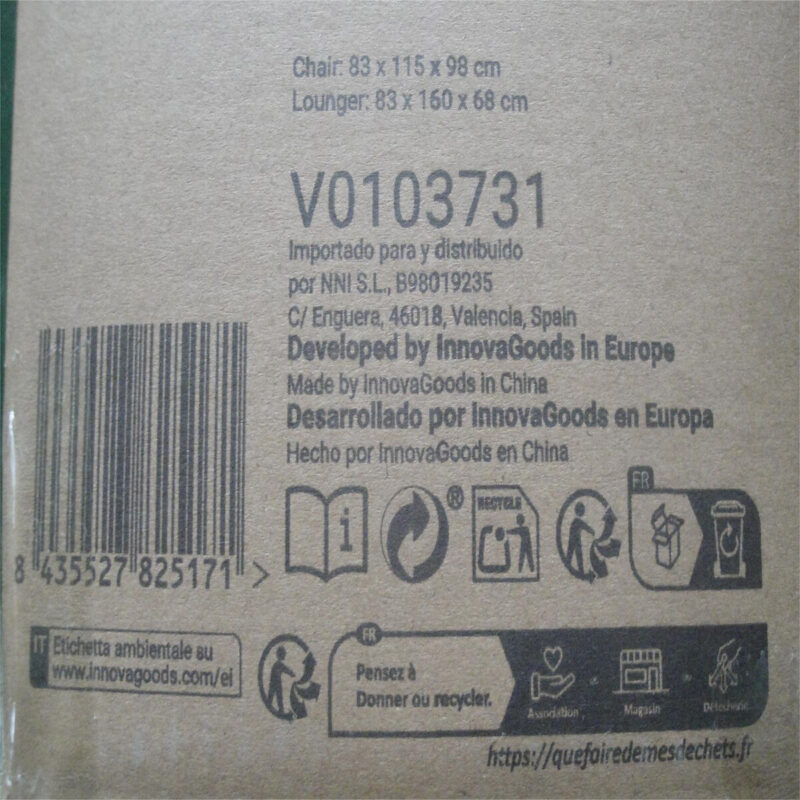 Chair: 83 x 115 x 98 cm
Lounger: 83 x 160 x 68 cm
V0103731
Importado para y distribuido
por NNI S.L., B98019235
C/ Enguera, 46018, Valencia, Spain
Developed by InnovaGoods in Europe
Made by InnovaGoods in China
Desarrollado por InnovaGoods en Europa
Hecho por InnovaGoods en China
8 435527 825171 >
i
®
RECYCLE
FR
IT Etichetta ambientale su
www.innovagoods.com/ei
FR
Pensez à
Donner ou recycler.
Association
Magasin
Déchèterie
https://quefairedemesdechets.fr